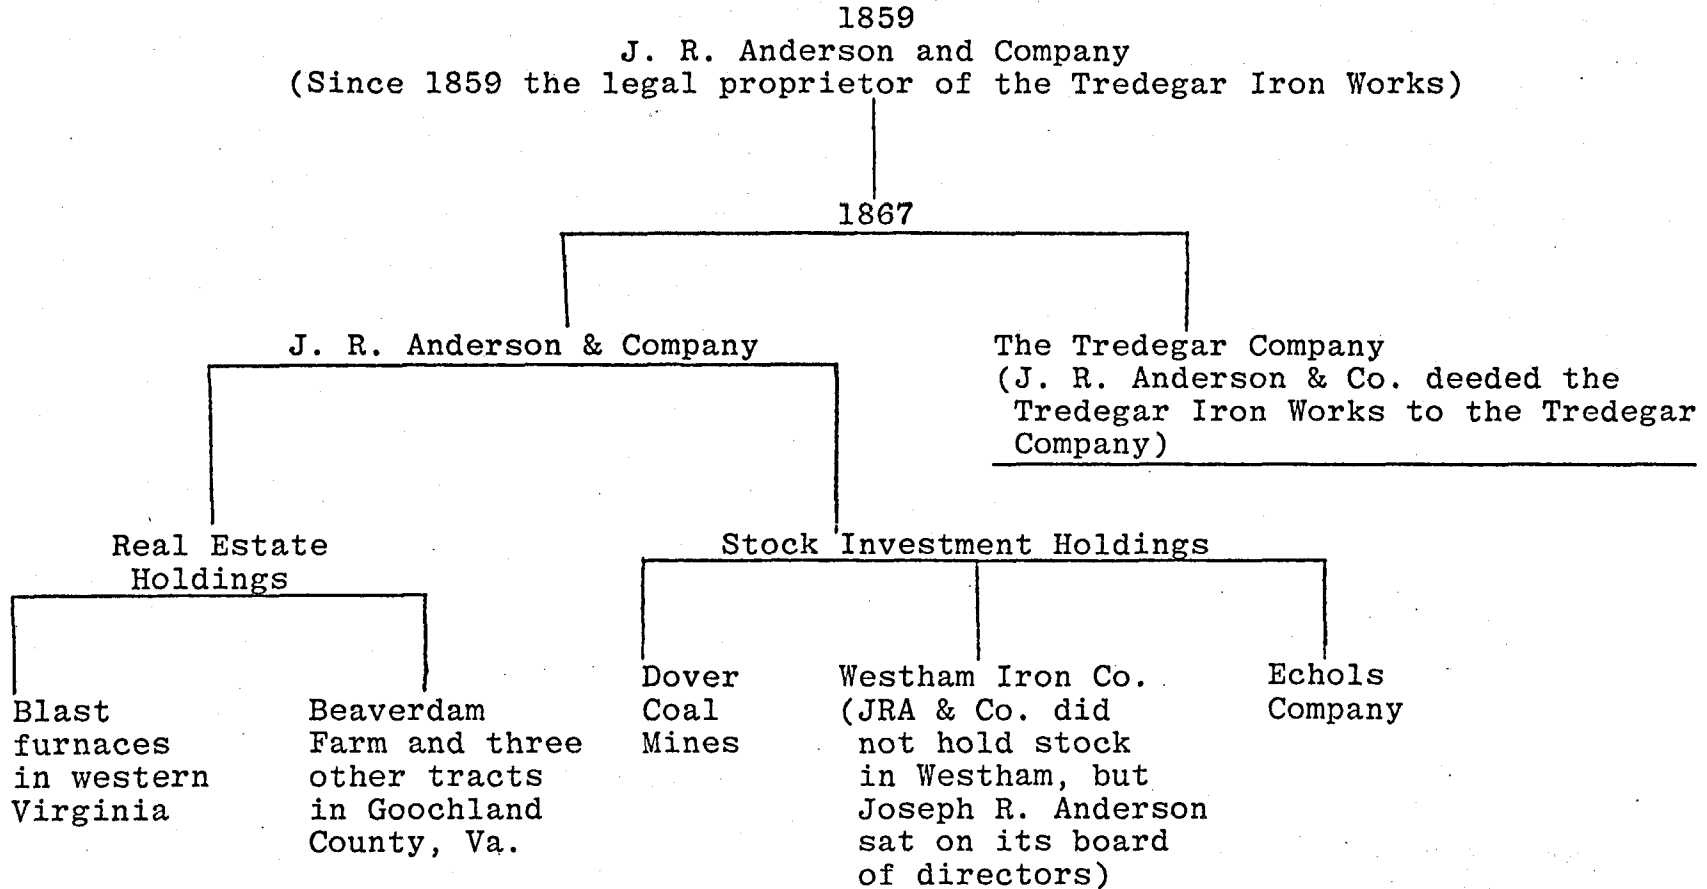 1859
J. R. Anderson and Company
(Since 1859 the legal proprietor of the Tredegar Iron Works)
1867
J. R. Anderson & Company
The Tredegar Company
(J. R. Anderson & Co. deeded the
Tredegar Iron Works to the Tredegar
Company)
Real Estate
Holdings
Stock Investment Holdings
Blast
furnaces
in western
Virginia
Beaverdam
Farm and three
other tracts
in Goochland
County, Va.
Dover
Coal
Mines
Westham Iron Co.
(JRA & Co. did
not hold stock
in Westham, but
Joseph R. Anderson
sat on its board
of directors)
Echols
Company